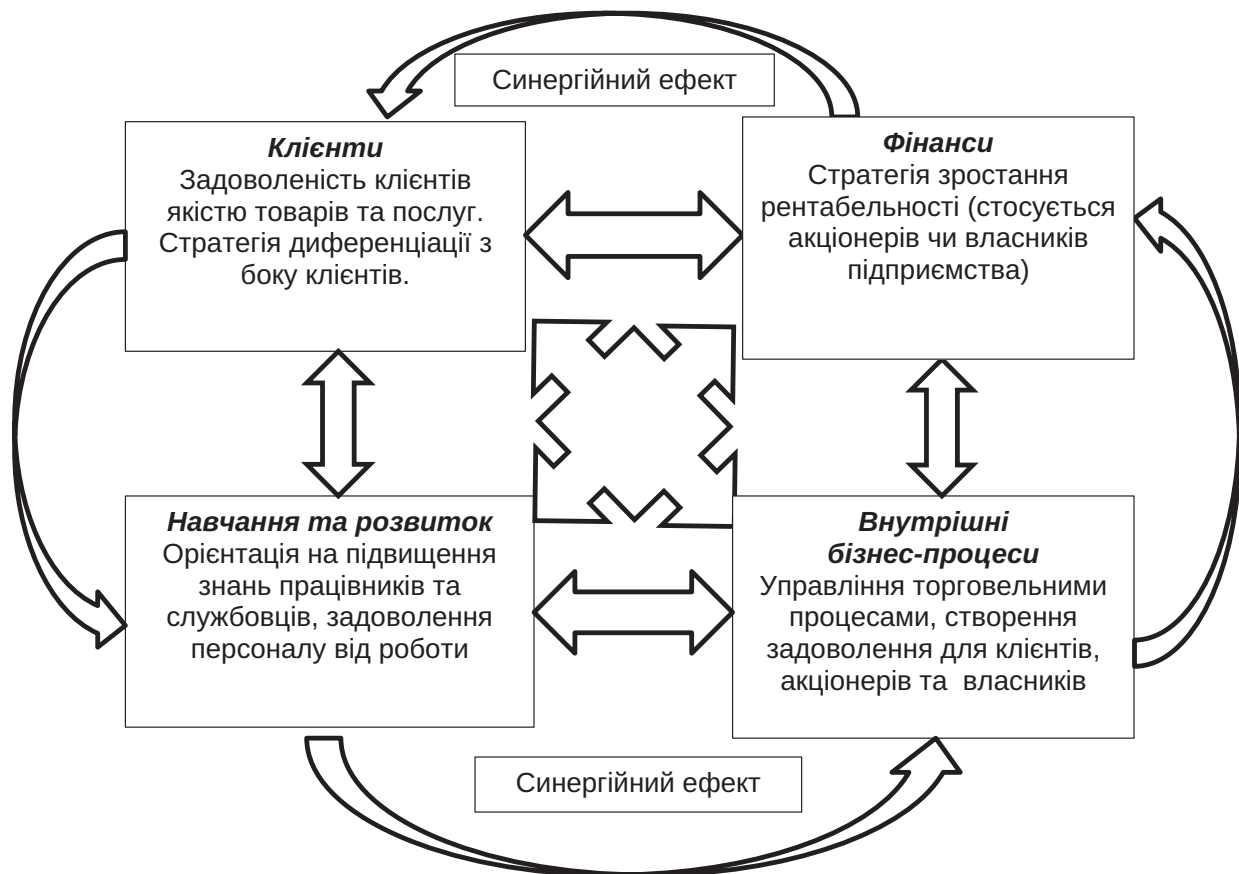 Синергійний ефект
Клієнти
Задоволеність клієнтів
якістю товарів та послуг.
Стратегія диференціації з
боку клієнтів.
Фінанси
Стратегія зростання
рентабельності (стосується
акціонерів чи власників
підприємства)
Навчання та розвиток
Орієнтація на підвищення
знань працівників та
службовців, задоволення
персоналу від роботи
Внутрішні
бізнес-процеси
Управління торговельними
процесами, створення
задоволення для клієнтів,
акціонерів та  власників
Синергійний ефект